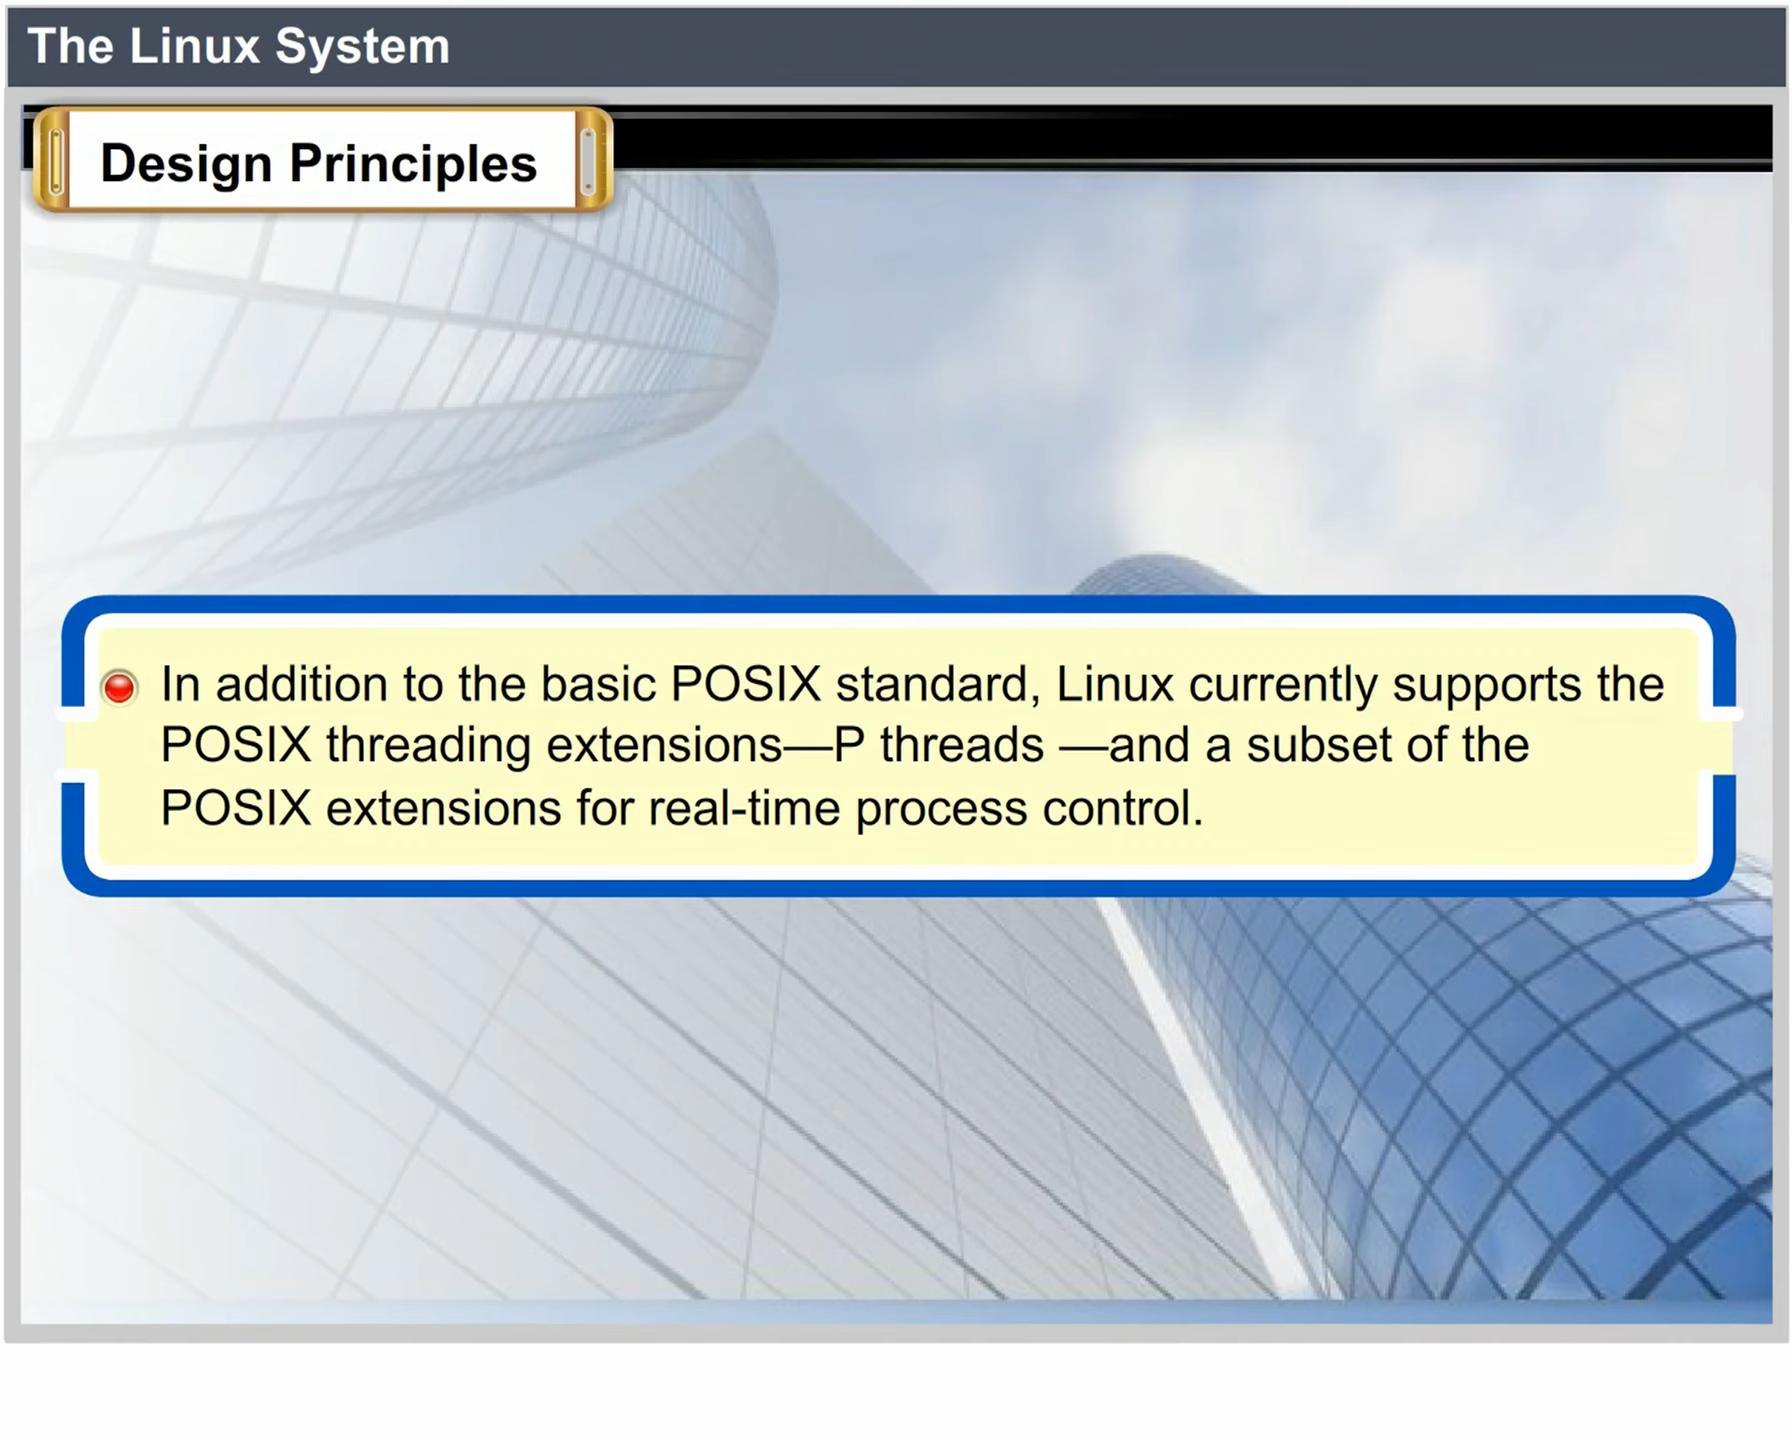 The Linux System
Design Principles
In addition to the basic POSIX standard, Linux currently supports the
POSIX threading extensions—P threads —and a subset of the
POSIX extensions for real-time process control.